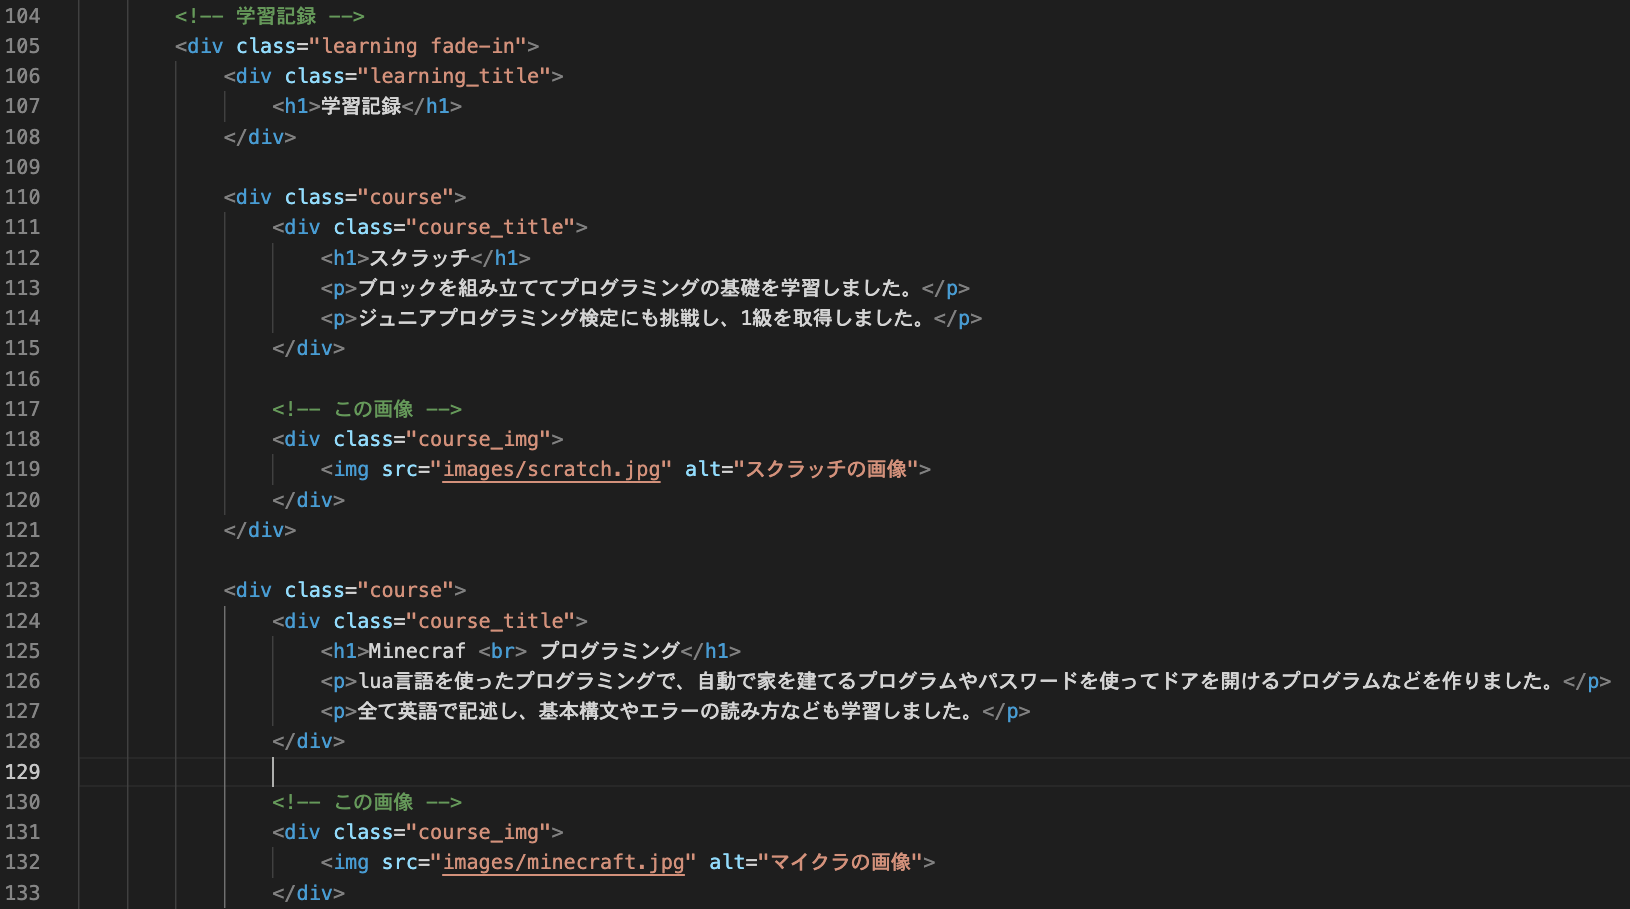 104 <!-- 学習記録 -->
105 <div class="learning fade-in">
106 <div class="learning_title">
107 <h1>学習記録</h1>
108 </div>
109
110 <div class="course">
111 <div class="course_title">
112 <h1>スクラッチ</h1>
113 <p>ブロックを組み立ててプログラミングの基礎を学習しました。</p>
114 <p>ジュニアプログラミング検定にも挑戦し、1級を取得しました。</p>
115 </div>
116
117 <!-- この画像 -->
118 <div class="course_img">
119 <img src="images/scratch.jpg" alt="スクラッチの画像">
120 </div>
121 </div>
122
123 <div class="course">
124 <div class="course_title">
125 <h1>Minecraf <br> プログラミング</h1>
126 <p>lua言語を使ったプログラミングで、自動で家を建てるプログラムやパスワードを使ってドアを開けるプログラムなどを作りました。</p>
127 <p>全て英語で記述し、基本構文やエラーの読み方なども学習しました。</p>
128 </div>
129
130 <!-- この画像 -->
131 <div class="course_img">
132 <img src="images/minecraft.jpg" alt="マイクラの画像">
133 </div>